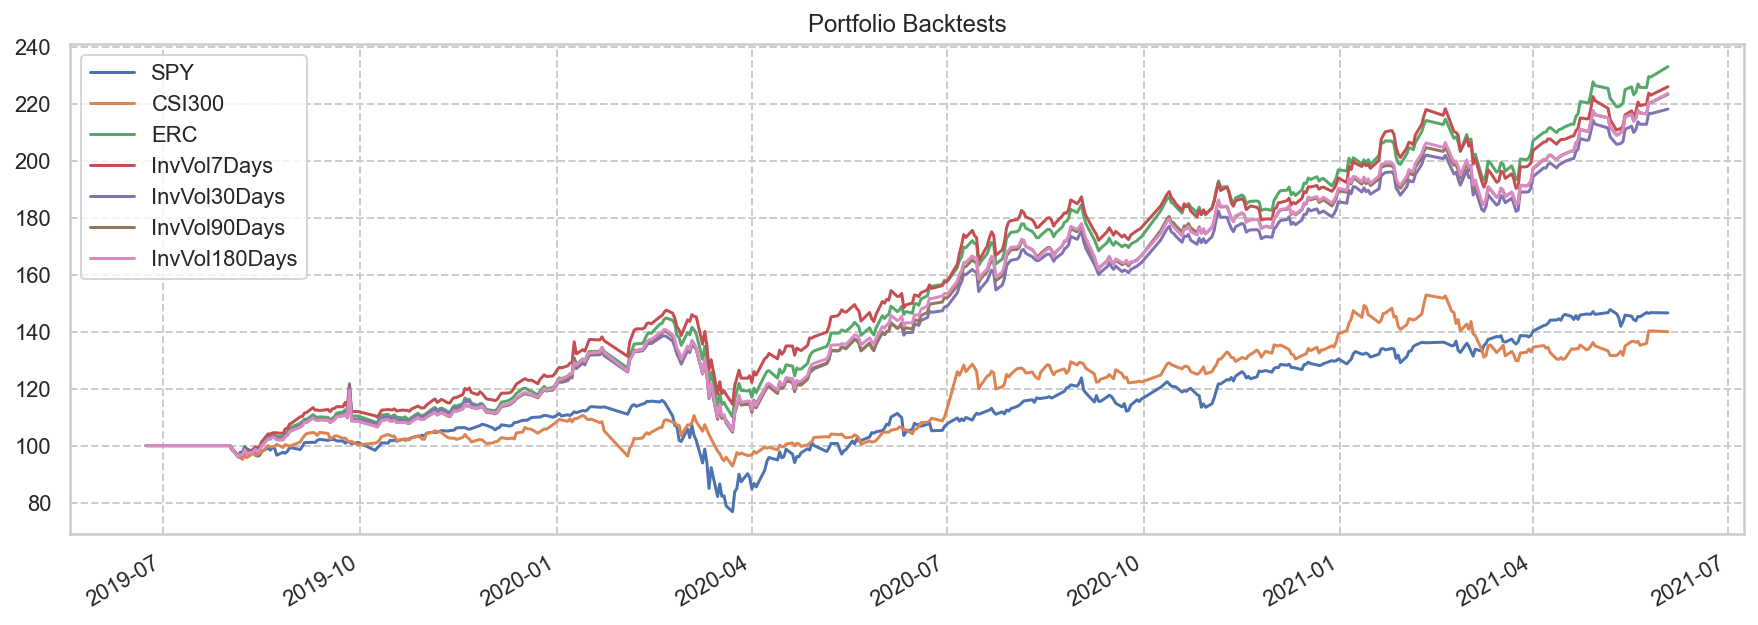 Portfolio Backtests
240
220
200
180
160
140
120
100
80
SPY
CSI300
ERC
InvVol7Days
InvVol30Days
InvVol90Days
InvVol180Days
2019-07
2019-10
2020-01
2020-04
2020-07
2020-10
2021-01
2021-04
2021-07